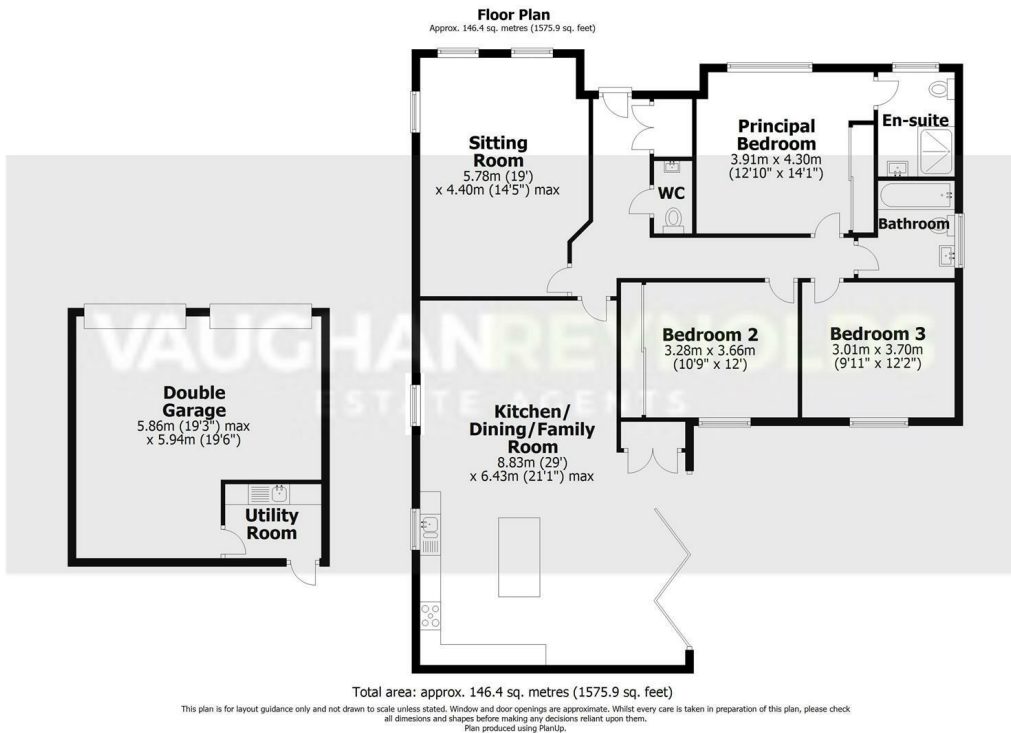 Floor Plan
Approx. 146.4 sq. metres (1575.9 sq. feet)
Sitting
Room
5.78m (19')
x 4.40m (14'5") max
Principal
Bedroom
3.91m x 4.30m
(12'10" x 14'1")
En-suite
WC
Bathroom
VAUGHANREYNOLDS
ESTATE AGENTS
Bedroom 2
3.28m x 3.66m
(10'9" x 12')
Bedroom 3
3.01m x 3.70m
(9'11" x 12'2")
Double
Garage
5.86m (19'3") max
x 5.94m (19'6")
Kitchen/
Dining/Family
Room
8.83m (29')
x 6.43m (21'1") max
Utility
Room
Total area: approx. 146.4 sq. metres (1575.9 sq. feet)
This plan is for layout guidance only and not drawn to scale unless stated. Window and door openings are approximate. Whilst every care is taken in preparation of this plan, please check
all dimesions and shapes before making any decisions reliant upon them.
Plan produced using PlanUp.